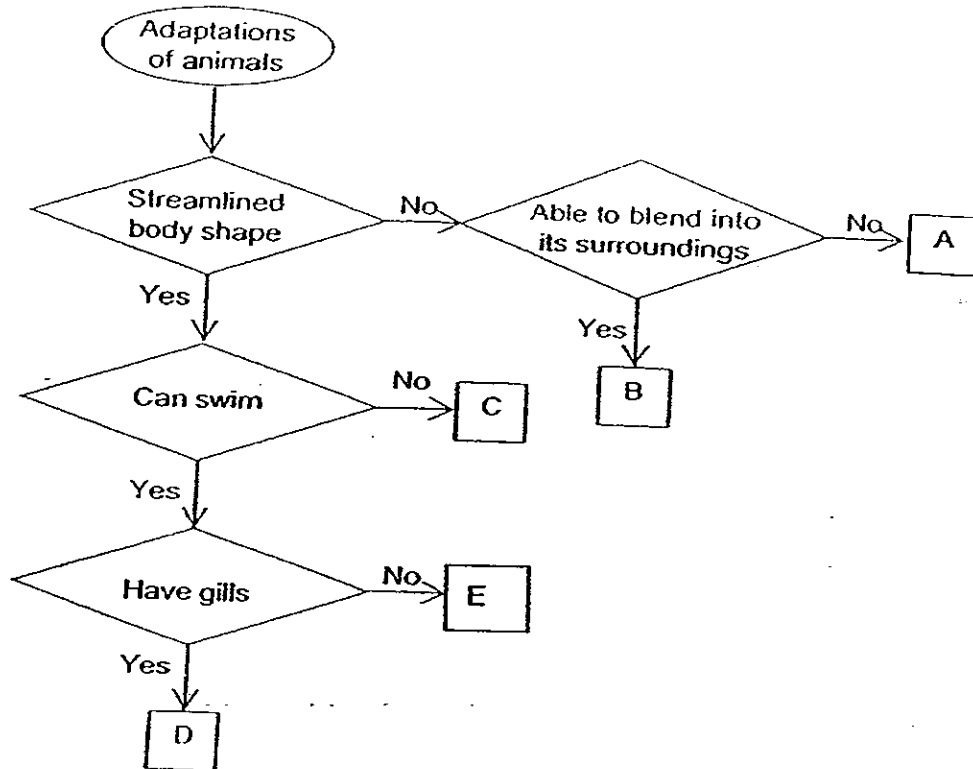 Adaptations
of animals
Streamlined
body shape
No
Able to blend into
its surroundings
No
A
Yes
Yes
B
Can swim
No
C
Yes
Have gills
No
E
Yes
D